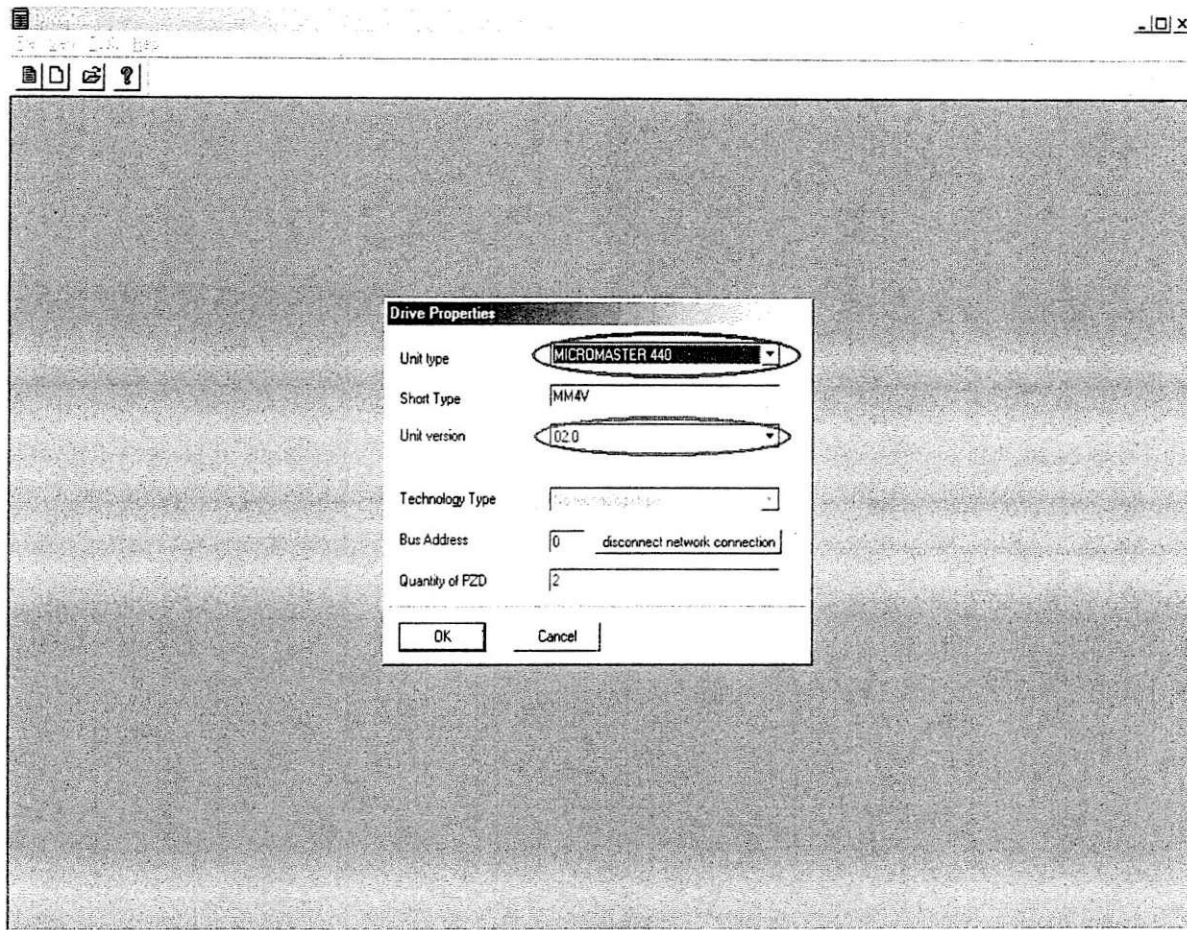 Help
Drive Properties
Unit type MICROMASTER 440
Short Type MM4V
Unit version 02.0
Technology Type
Bus Address 0 disconnect network connection
Quantity of PZD 2
OK Cancel